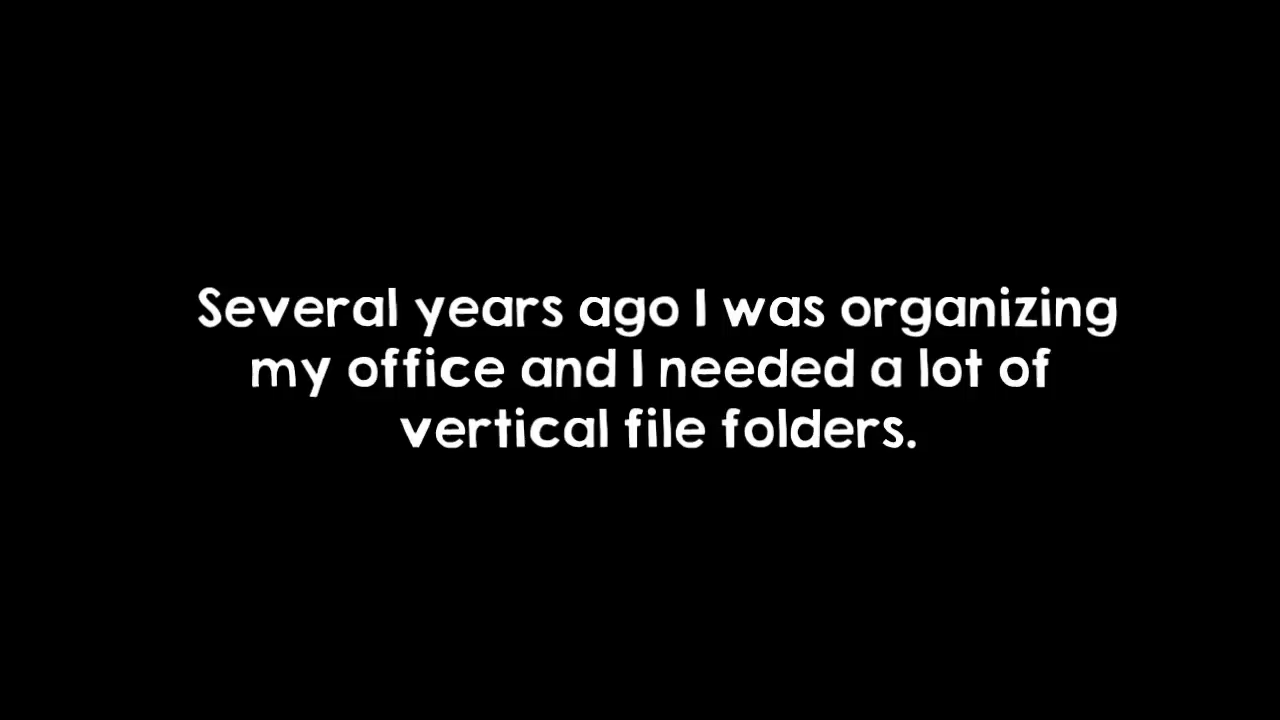 Several years ago I was organizing
my office and I needed a lot of
vertical file folders.